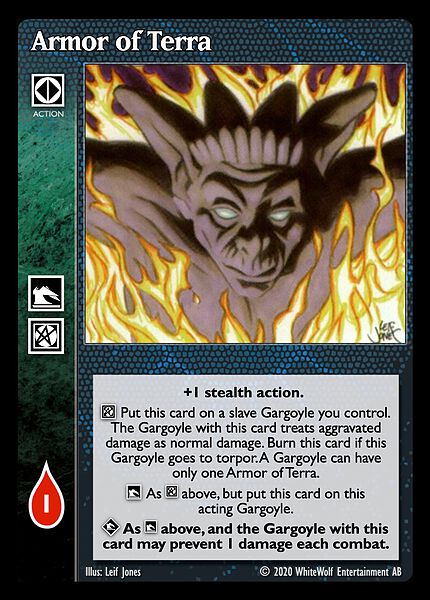 Armor of Terra
ACTION
LEIF
JONES
+1 stealth action.
Put this card on a slave Gargoyle you control.
The Gargoyle with this card treats aggravated
damage as normal damage. Burn this card if this
Gargoyle goes to torpor. A Gargoyle can have
only one Armor of Terra.
As above, but put this card on this
acting Gargoyle.
As above, and the Gargoyle with this
card may prevent 1 damage each combat.
1
Illus: Leif Jones © 2020 WhiteWolf Entertainment AB